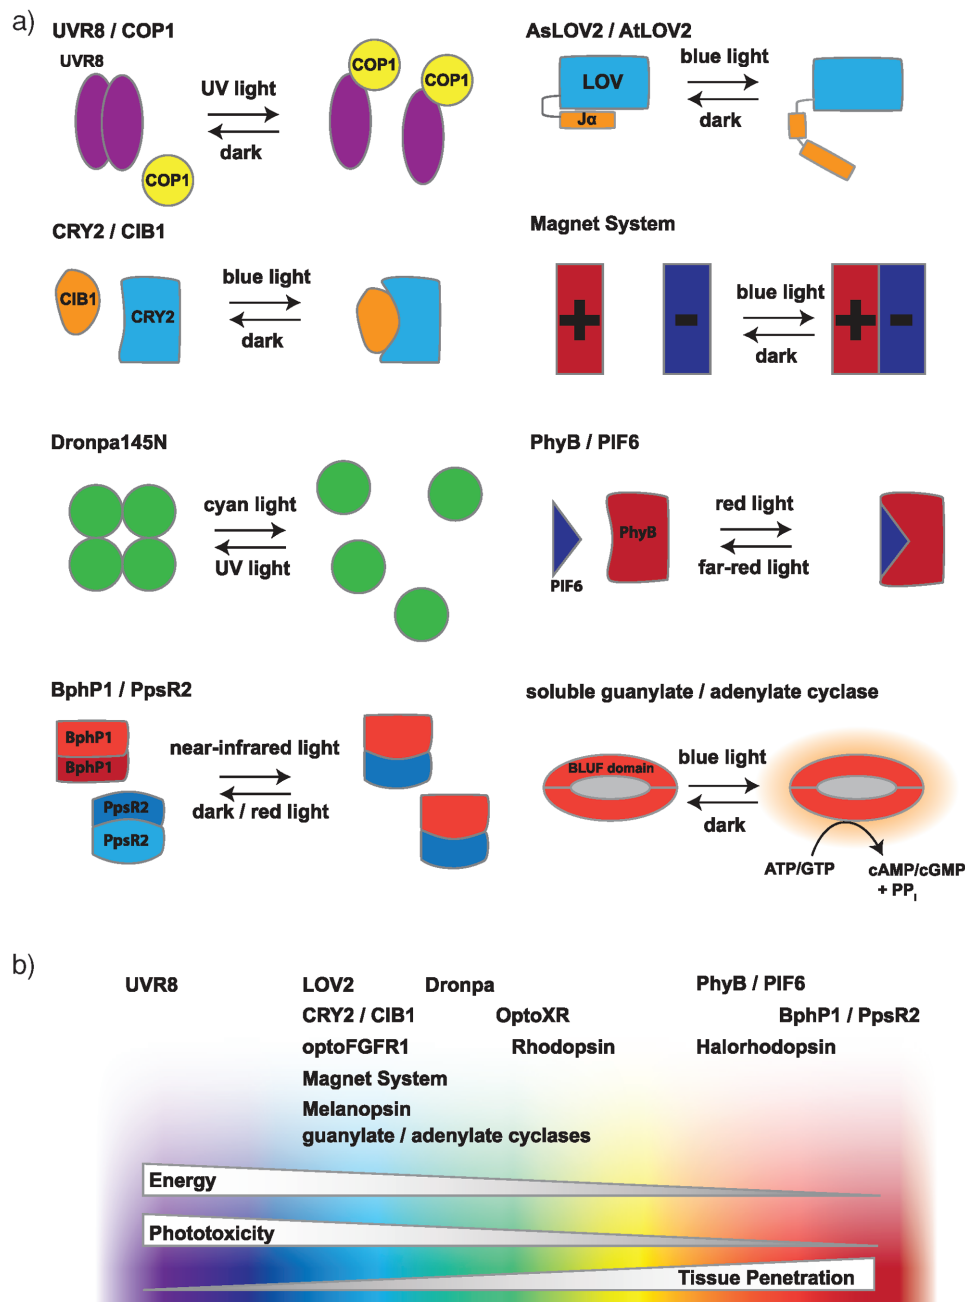 a)
UVR8 / COP1
UVR8
UV light
dark
COP1
COP1
COP1
AsLOV2 / AtLOV2
LOV
Jα
blue light
dark
CRY2 / CIB1
CIB1
CRY2
blue light
dark
Magnet System
+
-
blue light
dark
+
-
Dronpa145N
cyan light
UV light
PhyB / PIF6
PIF6
PhyB
red light
far-red light
BphP1 / PpsR2
BphP1
BphP1
PpsR2
PpsR2
near-infrared light
dark / red light
soluble guanylate / adenylate cyclase
BLUF domain
blue light
dark
ATP/GTP
cAMP/cGMP
+ PPI
b)
UVR8
LOV2
Dronpa
PhyB / PIF6
CRY2 / CIB1
OptoXR
BphP1 / PpsR2
optoFGFR1
Rhodopsin
Halorhodopsin
Magnet System
Melanopsin
guanylate / adenylate cyclases
Energy
Phototoxicity
Tissue Penetration